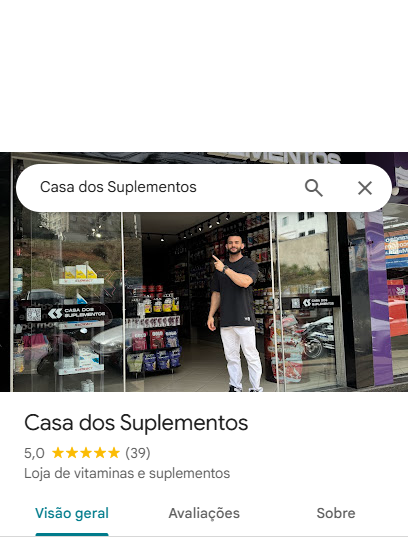 EMENTOS
Casa dos Suplementos
CASA DOS
SUPLEMENTOS
CASA DOS
SUPLEMENTOS
Casa dos Suplementos
5,0 (39)
Loja de vitaminas e suplementos
Visão geral
Avaliações
Sobre